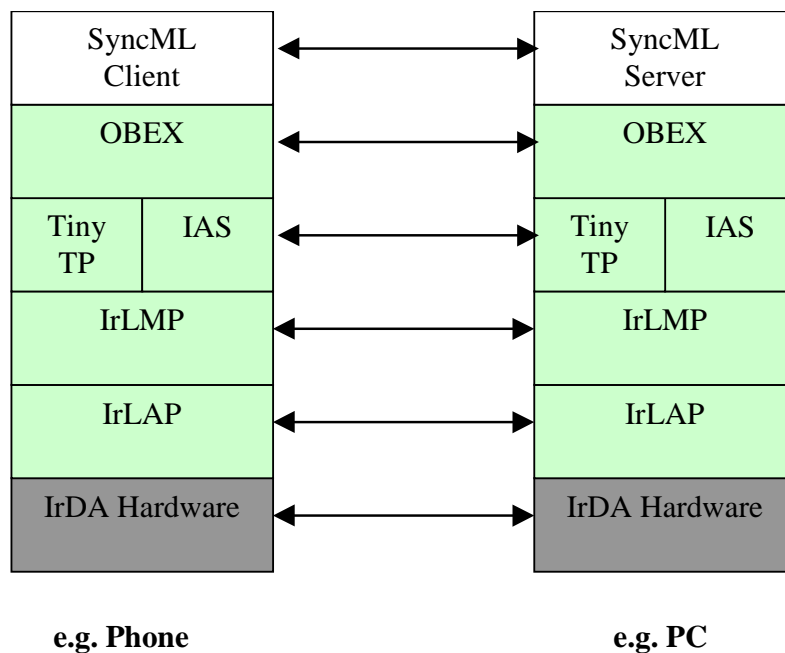 SyncML
Client
SyncML
Server
OBEX
OBEX
Tiny
TP
IAS
Tiny
TP
IAS
IrLMP
IrLMP
IrLAP
IrLAP
IrDA Hardware
IrDA Hardware
e.g. Phone
e.g. PC